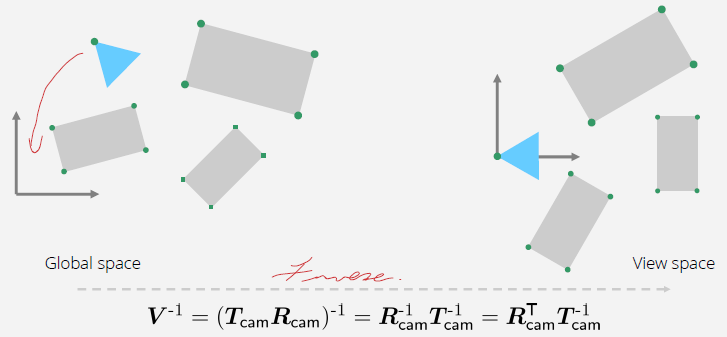 Global space
View space
Inverse.
V⁻¹ = (T_cam R_cam)⁻¹ = R_cam⁻¹ T_cam⁻¹ = R_cam^T T_cam⁻¹